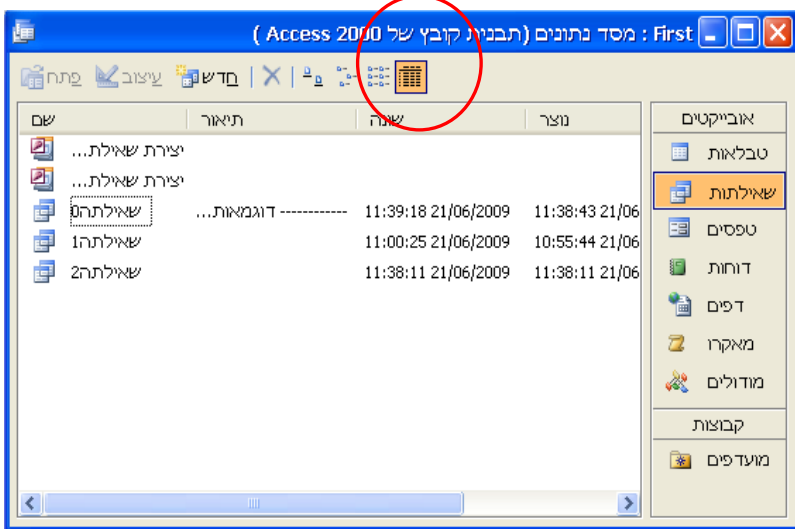 First : מסד נתונים (תבנית קובץ של Access 2000 )
פתח עיצוב חדש
שם תיאור שונה נוצר
יצירת שאילת...
יצירת שאילת...
שאילתה0 דוגמאות... ------------ 11:39:18 21/06/2009 11:38:43 21/06
שאילתה1 11:00:25 21/06/2009 10:55:44 21/06
שאילתה2 11:38:11 21/06/2009 11:38:11 21/06
אובייקטים
טבלאות
שאילתות
טפסים
דוחות
דפים
מאקרו
מודולים
קבוצות
מועדפים